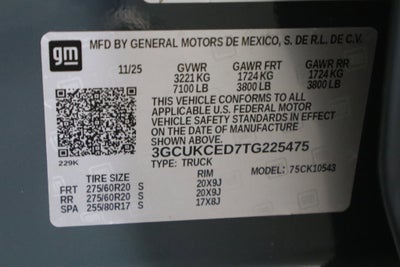 gm
MFD BY GENERAL MOTORS DE MEXICO, S. DE R.L. DE C.V.
11/25 GVWR GAWR FRT GAWR RR
3221 KG 1724 KG 1724 KG
7100 LB 3800 LB 3800 LB
THIS VEHICLE CONFORMS TO ALL
APPLICABLE U.S. FEDERAL MOTOR
VEHICLE SAFETY STANDARDS IN EFFECT
ON THE DATE OF MANUFACTURE
SHOWN ABOVE.
229K
3GCUKCED7TG225475
TYPE: TRUCK MODEL: 75CK10543
TIRE SIZE RIM
FRT 275/60R20 S 20X9J
RR 275/60R20 S 20X9J
SPA 255/80R17 S 17X8J